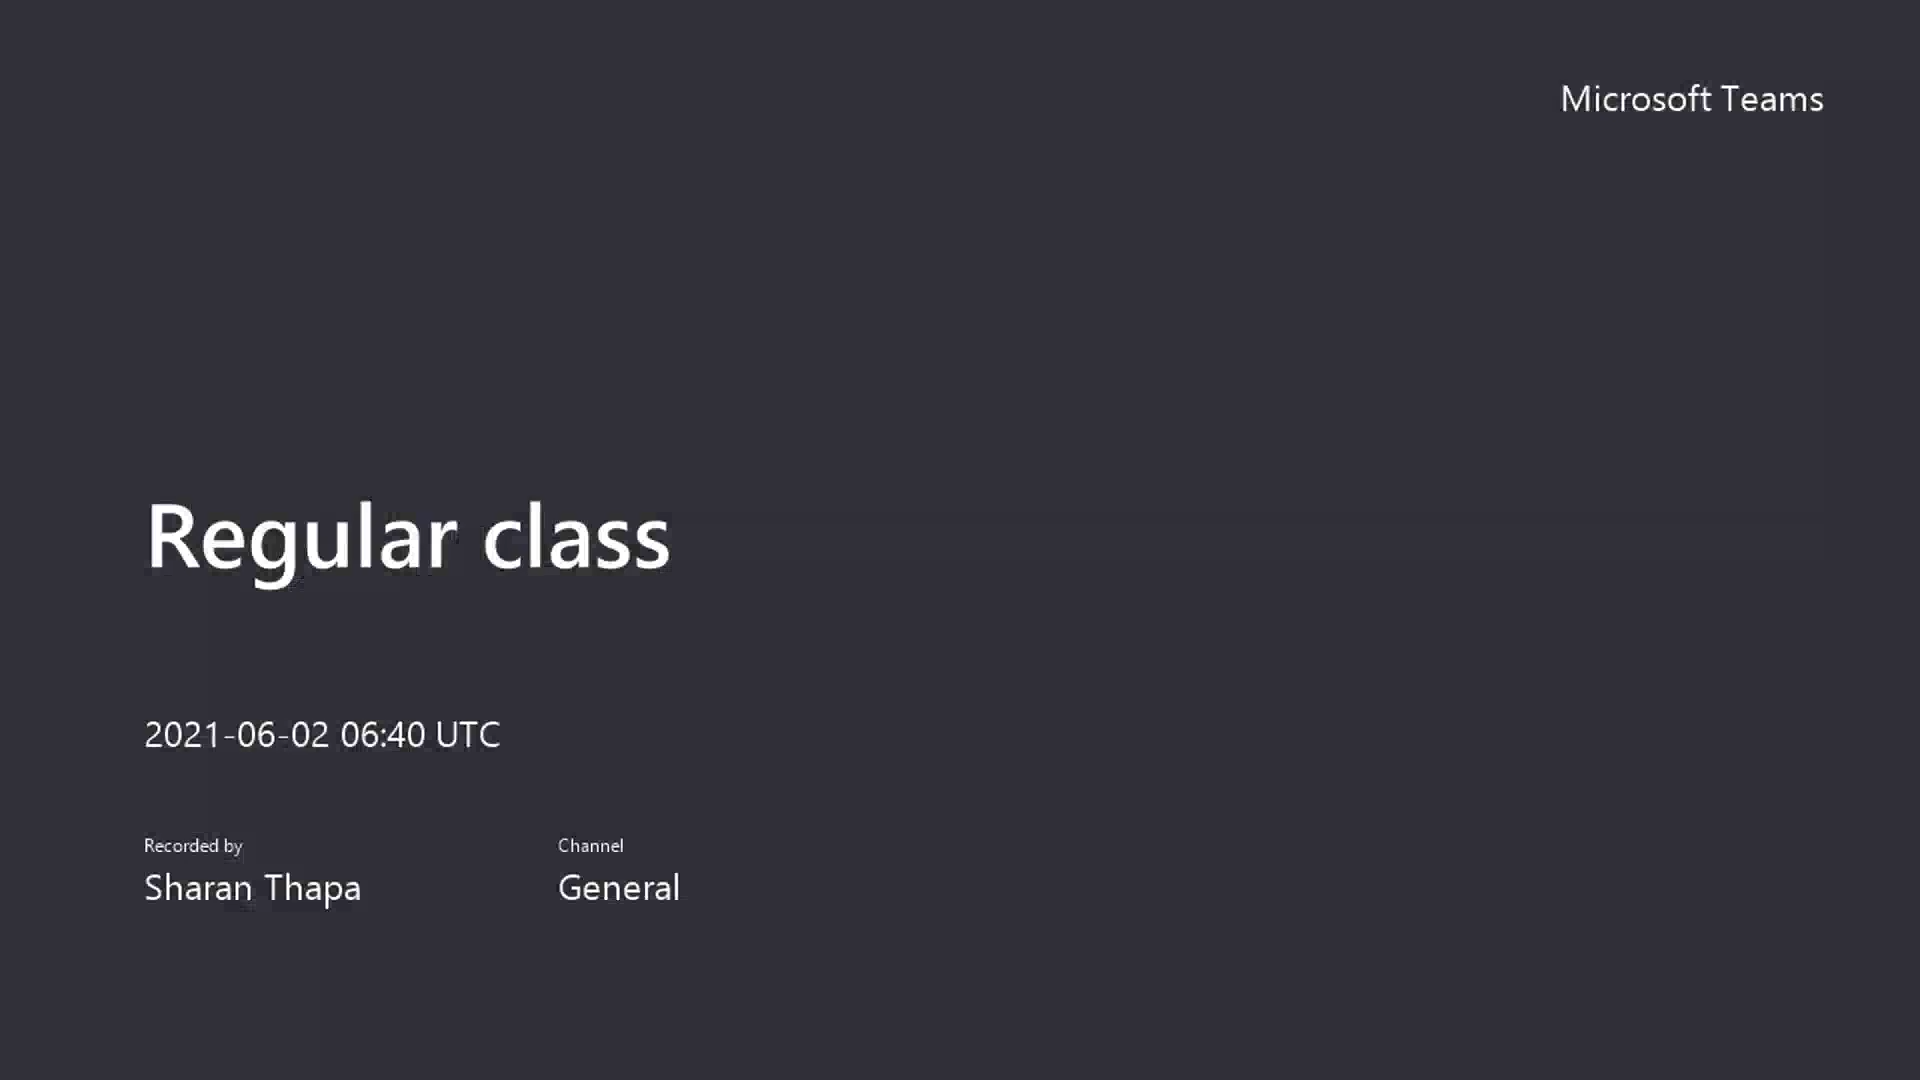 Microsoft Teams
Regular class
2021-06-02 06:40 UTC
Recorded by
Sharan Thapa
Channel
General